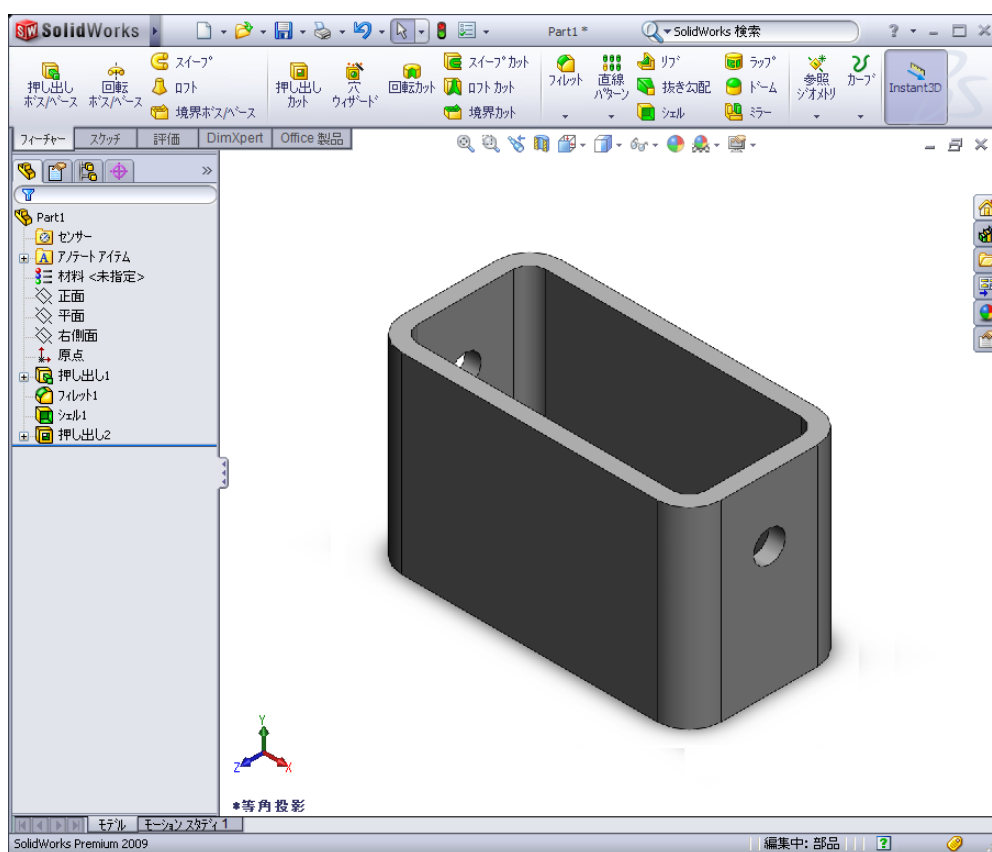 SolidWorks
Part1 *
SolidWorks 検索
押し出し
ボス/ベース
回転
ボス/ベース
スイープ
ロフト
境界ボス/ベース
押し出し
カット
穴
ウィザード
回転カット
スイープ カット
ロフト カット
境界カット
フィレット
直線
パターン
リブ
抜き勾配
シェル
ラップ
ドーム
ミラー
参照
ジオメトリ
カーブ
Instant3D
フィーチャー
スケッチ
評価
DimXpert
Office 製品
Part1
センサー
アノテート アイテム
材料 <未指定>
正面
平面
右側面
原点
押し出し1
フィレット1
シェル1
押し出し2
Y
Z
X
*等角投影
モデル
モーション スタディ 1
SolidWorks Premium 2009
編集中: 部品